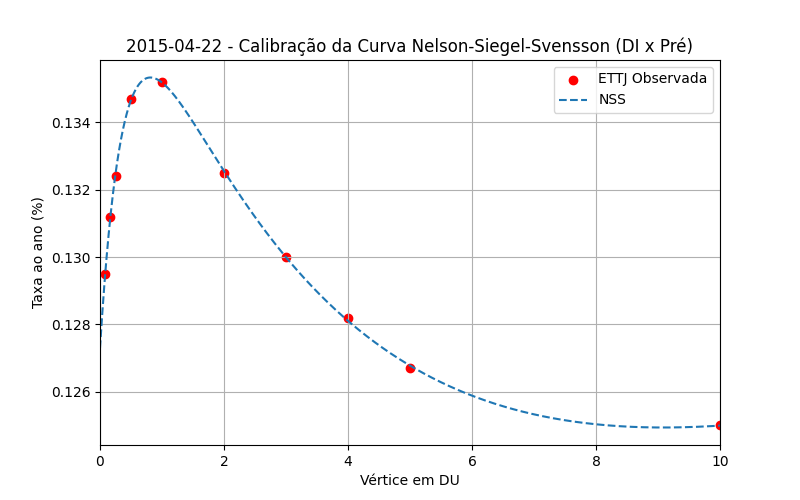 2015-04-22 - Calibração da Curva Nelson-Siegel-Svensson (DI x Pré)
ETTJ Observada
NSS
Taxa ao ano (%)
0.134
0.132
0.130
0.128
0.126
0 2 4 6 8 10
Vértice em DU